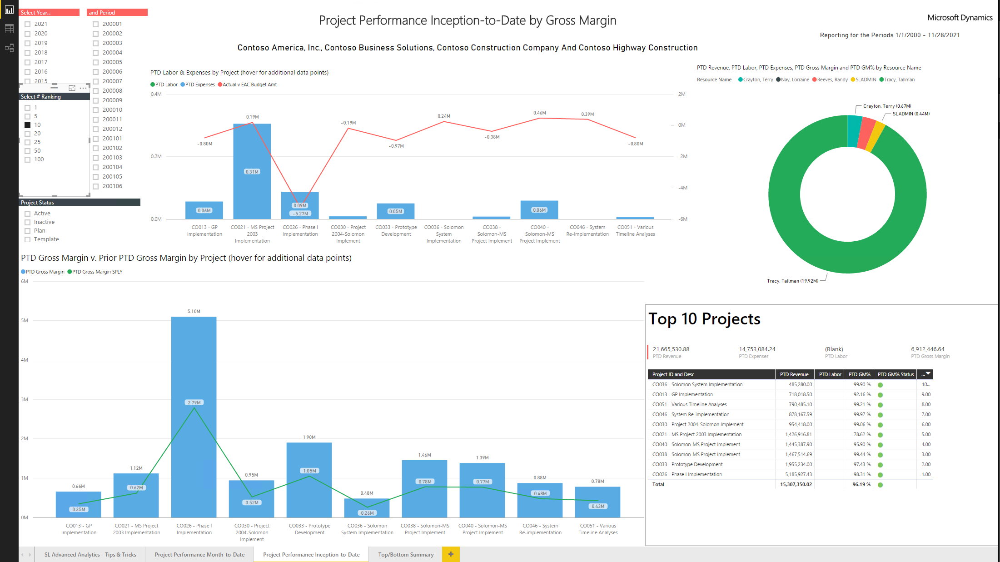 Select Year...
2021
2020
2019
2018
2017
2016
2015
and Period
200001
200002
200003
200004
200005
200006
200007
200008
200009
200010
200011
200012
200101
200102
200103
200104
200105
200106
Select # Ranking
1
5
10
20
25
50
100
Project Status
Active
Inactive
Plan
Template
Project Performance Inception-to-Date by Gross Margin
Contoso America, Inc., Contoso Business Solutions, Contoso Construction Company And Contoso Highway Construction
Microsoft Dynamics
Reporting for the Periods 1/1/2000 - 11/28/2021
PTD Labor & Expenses by Project (hover for additional data points)
PTD Labor PTD Expenses Actual v EAC Budget Amt
0.4M
0.2M
0.0M
2M
0M
-2M
-4M
-6M
-0.80M
0.19M
-0.19M
-0.97M
0.24M
-0.38M
0.46M
0.39M
-0.80M
0.06M
0.31M
0.09M
-5.27M
0.05M
0.06M
CO013 - GP
Implementation
CO021 - MS Project
2003
Implementation
CO026 - Phase I
Implementation
CO030 - Project
2004-Solomon
Implement
CO033 - Prototype
Development
CO036 - Solomon
System
Implementation
CO038 -
Solomon-MS
Project Implement
CO040 -
Solomon-MS
Project Implement
CO046 - System
Re-implementation
CO051 - Various
Timeline Analyses
PTD Revenue, PTD Labor, PTD Expenses, PTD Gross Margin and PTD GM% by Resource Name
Resource Name Crayton, Terry Nay, Lorraine Reeves, Randy SLADMIN Tracy, Tallman
Crayton, Terry (0.67M)
SLADMIN (0.44M)
Tracy, Tallman (19.92M)
PTD Gross Margin v. Prior PTD Gross Margin by Project (hover for additional data points)
PTD Gross Margin PTD Gross Margin SPLY
6M
5M
4M
3M
2M
1M
0M
0.66M
1.12M
5.10M
0.95M
1.90M
0.48M
1.46M
1.39M
0.88M
0.78M
0.35M
0.62M
2.79M
0.52M
1.05M
0.26M
0.78M
0.77M
0.48M
0.43M
CO013 - GP
Implementation
CO021 - MS Project
2003 Implementation
CO026 - Phase I
Implementation
CO030 - Project
2004-Solomon
Implement
CO033 - Prototype
Development
CO036 - Solomon
System Implementation
CO038 - Solomon-MS
Project Implement
CO040 - Solomon-MS
Project Implement
CO046 - System
Re-implementation
CO051 - Various
Timeline Analyses
Top 10 Projects
21,665,530.88 14,753,084.24 (Blank) 6,912,446.64
PTD Revenue PTD Expenses PTD Labor PTD Gross Margin
Project ID and Desc PTD Revenue PTD Labor PTD GM% PTD GM% Status ...
CO036 - Solomon System Implementation 485,280.00 99.90 % 10...
CO013 - GP Implementation 718,018.50 92.16 % 9.00
CO051 - Various Timeline Analyses 790,485.10 99.21 % 8.00
CO046 - System Re-implementation 878,167.59 99.97 % 7.00
CO030 - Project 2004-Solomon Implement 954,418.00 99.06 % 6.00
CO021 - MS Project 2003 Implementation 1,426,916.81 78.62 % 5.00
CO040 - Solomon-MS Project Implement 1,445,387.90 95.90 % 4.00
CO038 - Solomon-MS Project Implement 1,467,514.69 99.44 % 3.00
CO033 - Prototype Development 1,955,234.00 97.43 % 2.00
CO026 - Phase I Implementation 5,185,927.43 98.31 % 1.00
Total 15,307,350.02 96.19 %
SL Advanced Analytics - Tips & Tricks
Project Performance Month-to-Date
Project Performance Inception-to-Date
Top/Bottom Summary
+